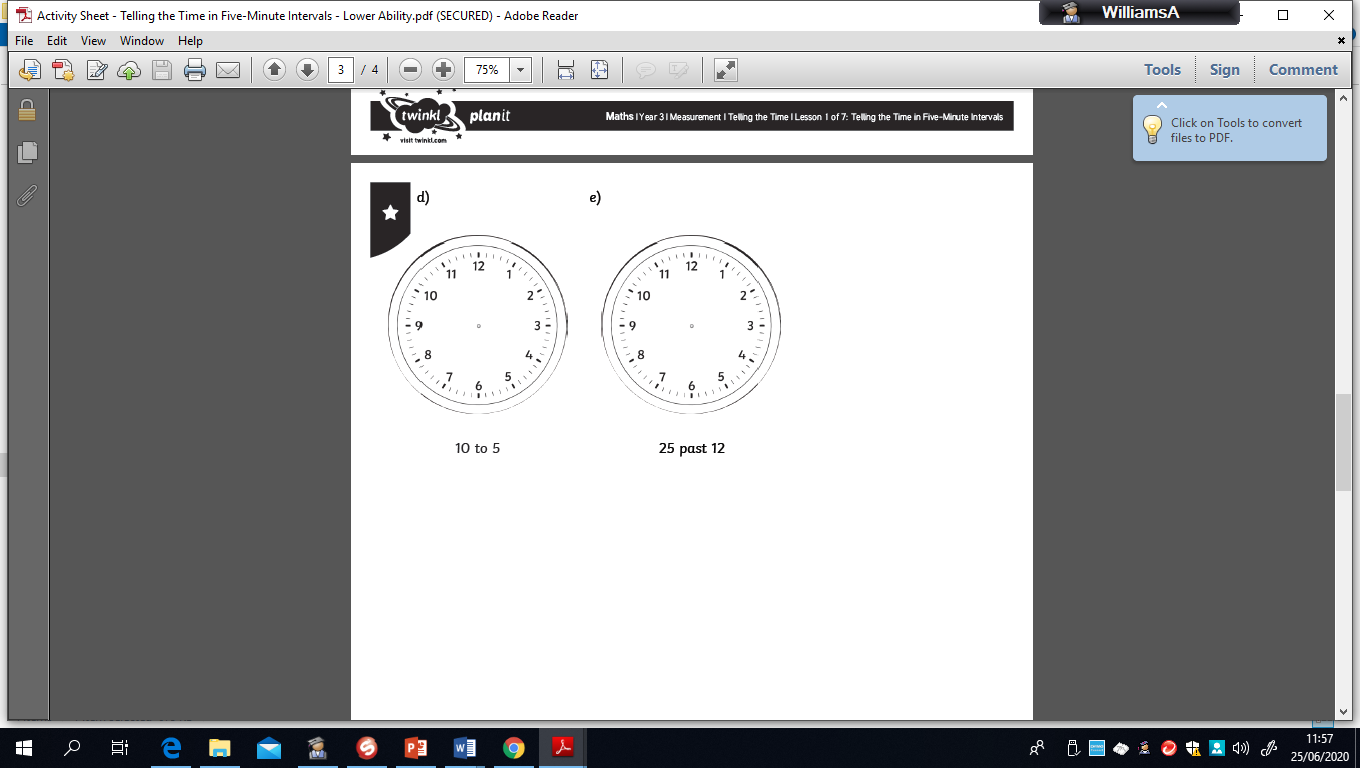 Activity Sheet - Telling the Time in Five-Minute Intervals - Lower Ability.pdf (SECURED) - Adobe Reader
WilliamsA
File Edit View Window Help
3 / 4
75%
Tools Sign Comment
twinkl planit
visit twinkl.com
Maths | Year 3 | Measurement | Telling the Time | Lesson 1 of 7: Telling the Time in Five-Minute Intervals
Click on Tools to convert
files to PDF.
d) e)
12 1 2 3 4 5 6 7 8 9 10 11
12 1 2 3 4 5 6 7 8 9 10 11
10 to 5
25 past 12
11:57
25/06/2020